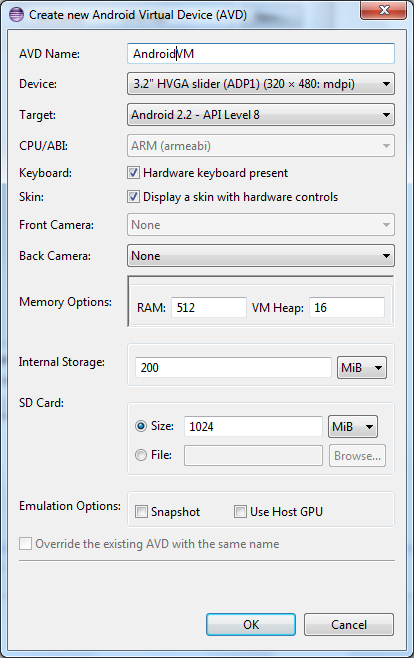 Create new Android Virtual Device (AVD)
AVD Name: AndroidVM
Device: 3.2" HVGA slider (ADP1) (320 × 480: mdpi)
Target: Android 2.2 - API Level 8
CPU/ABI: ARM (armeabi)
Keyboard: Hardware keyboard present
Skin: Display a skin with hardware controls
Front Camera: None
Back Camera: None
Memory Options: RAM: 512 VM Heap: 16
Internal Storage: 200 MiB
SD Card:
Size: 1024 MiB
File: Browse...
Emulation Options: Snapshot Use Host GPU
Override the existing AVD with the same name
OK Cancel